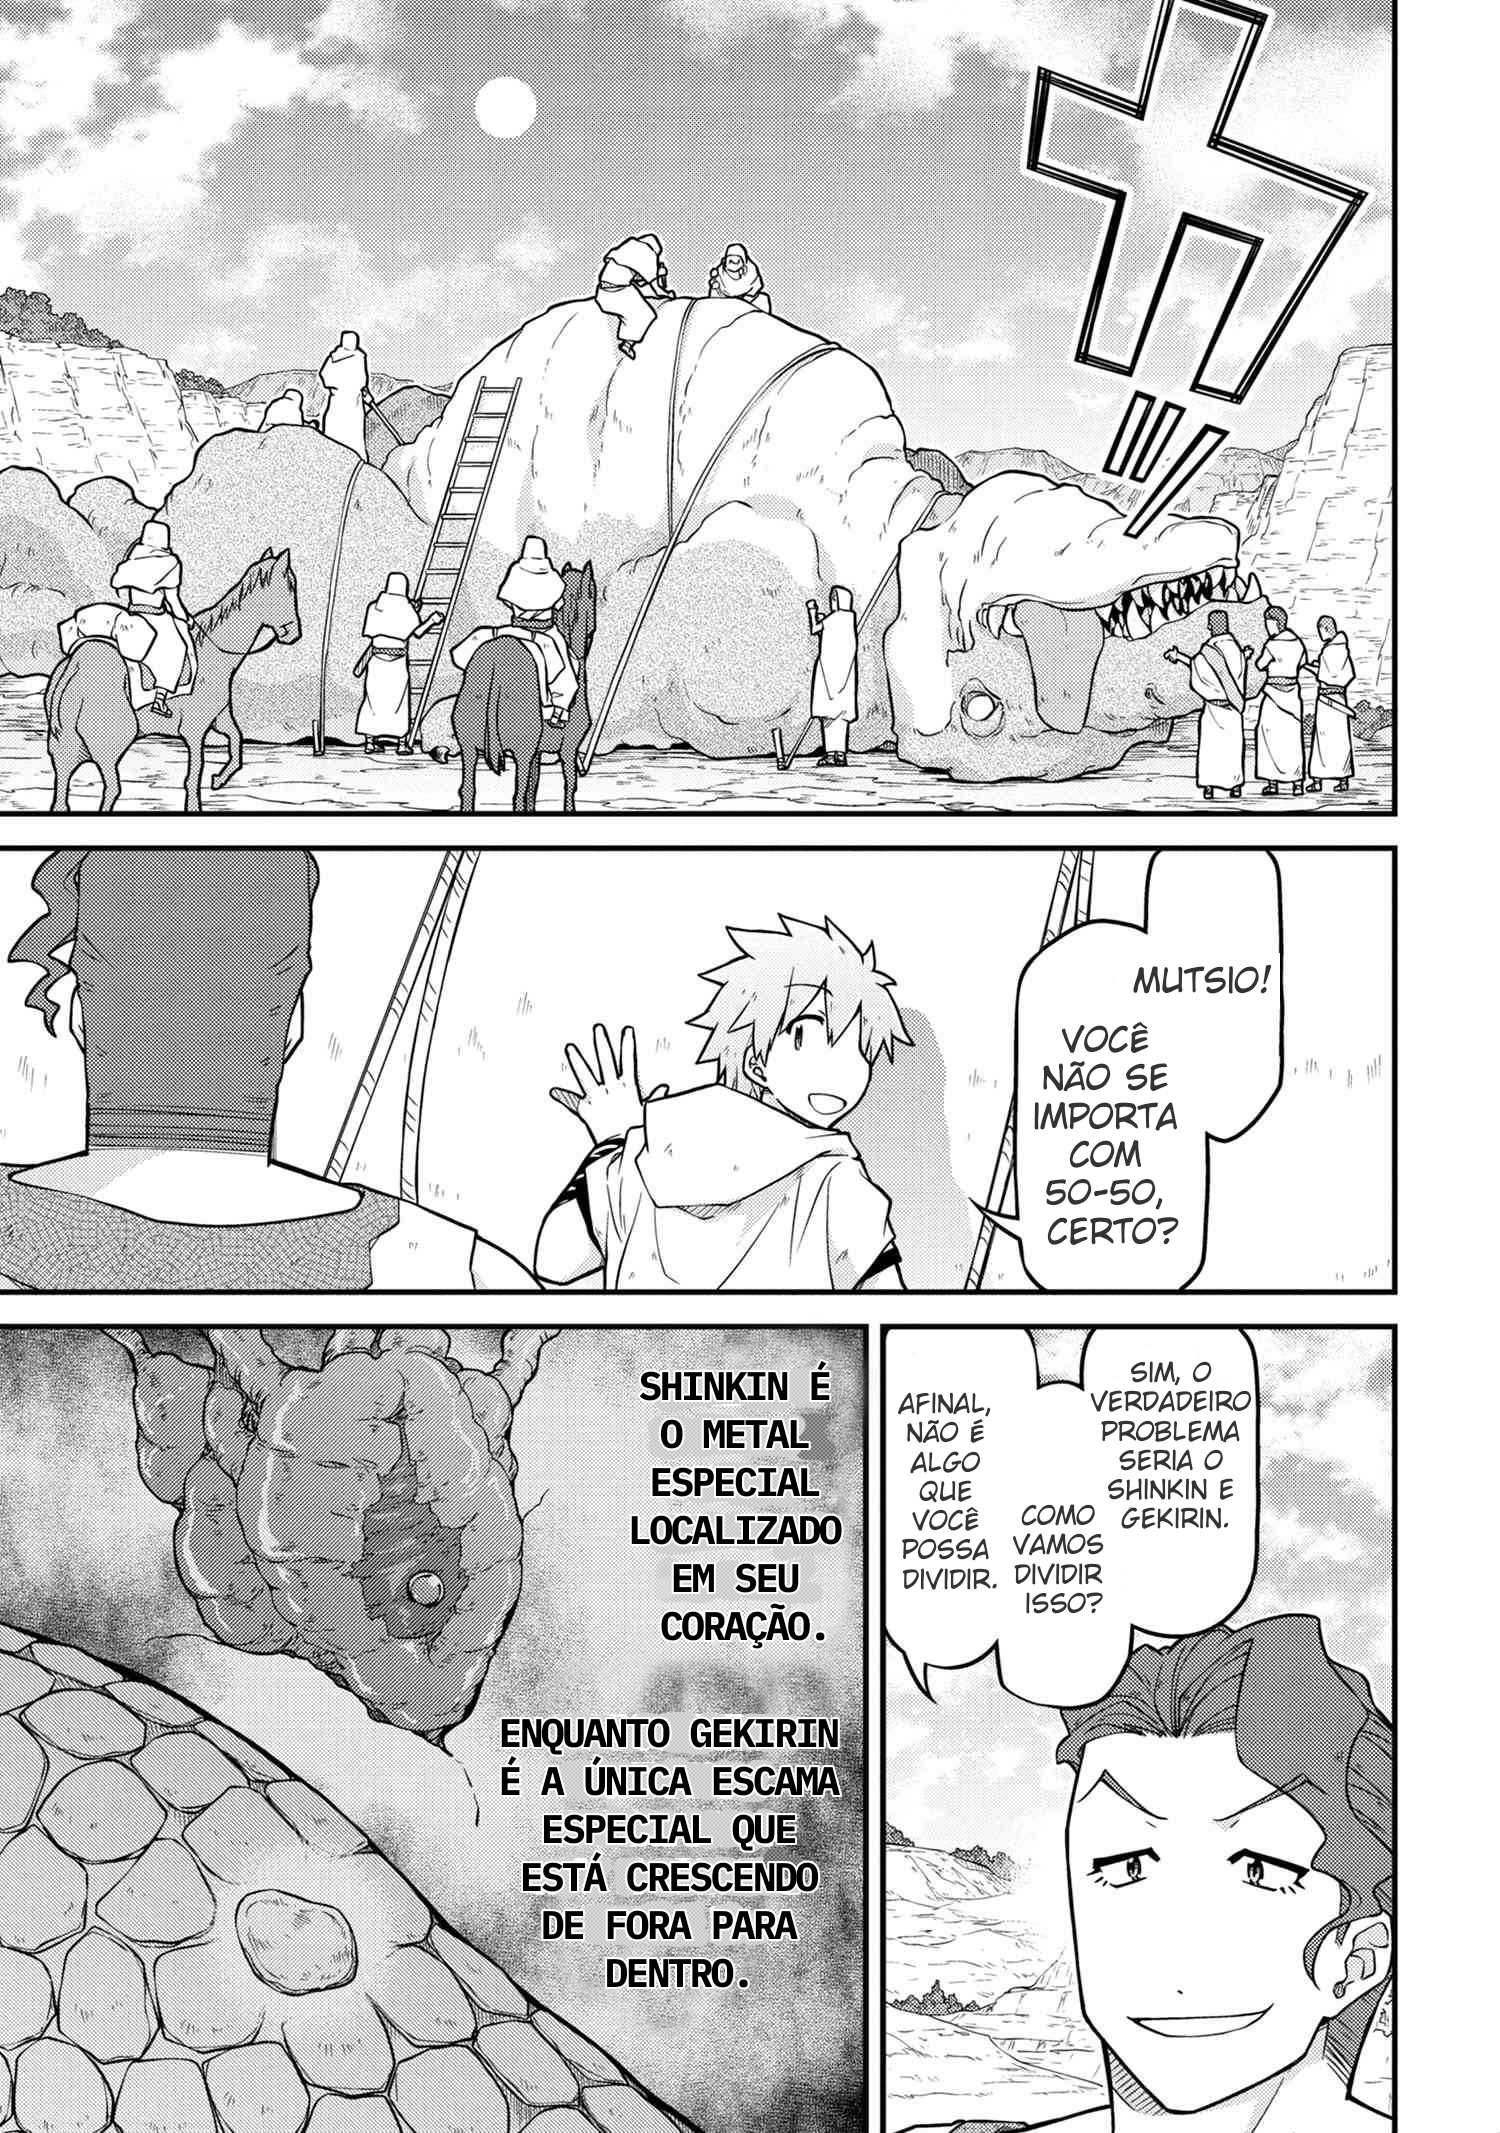 MUTSIO!
VOCÊ
NÃO SE
IMPORTA
COM
50-50,
CERTO?
SIM, O
VERDADEIRO
PROBLEMA
SERIA O
SHINKIN E
GEKIRIN.
COMO
VAMOS
DIVIDIR
ISSO?
AFINAL,
NÃO É
ALGO
QUE
VOCÊ
POSSA
DIVIDIR.
SHINKIN É
O METAL
ESPECIAL
LOCALIZADO
EM SEU
CORAÇÃO.
ENQUANTO GEKIRIN
É A ÚNICA ESCAMA
ESPECIAL QUE
ESTÁ CRESCENDO
DE FORA PARA
DENTRO.